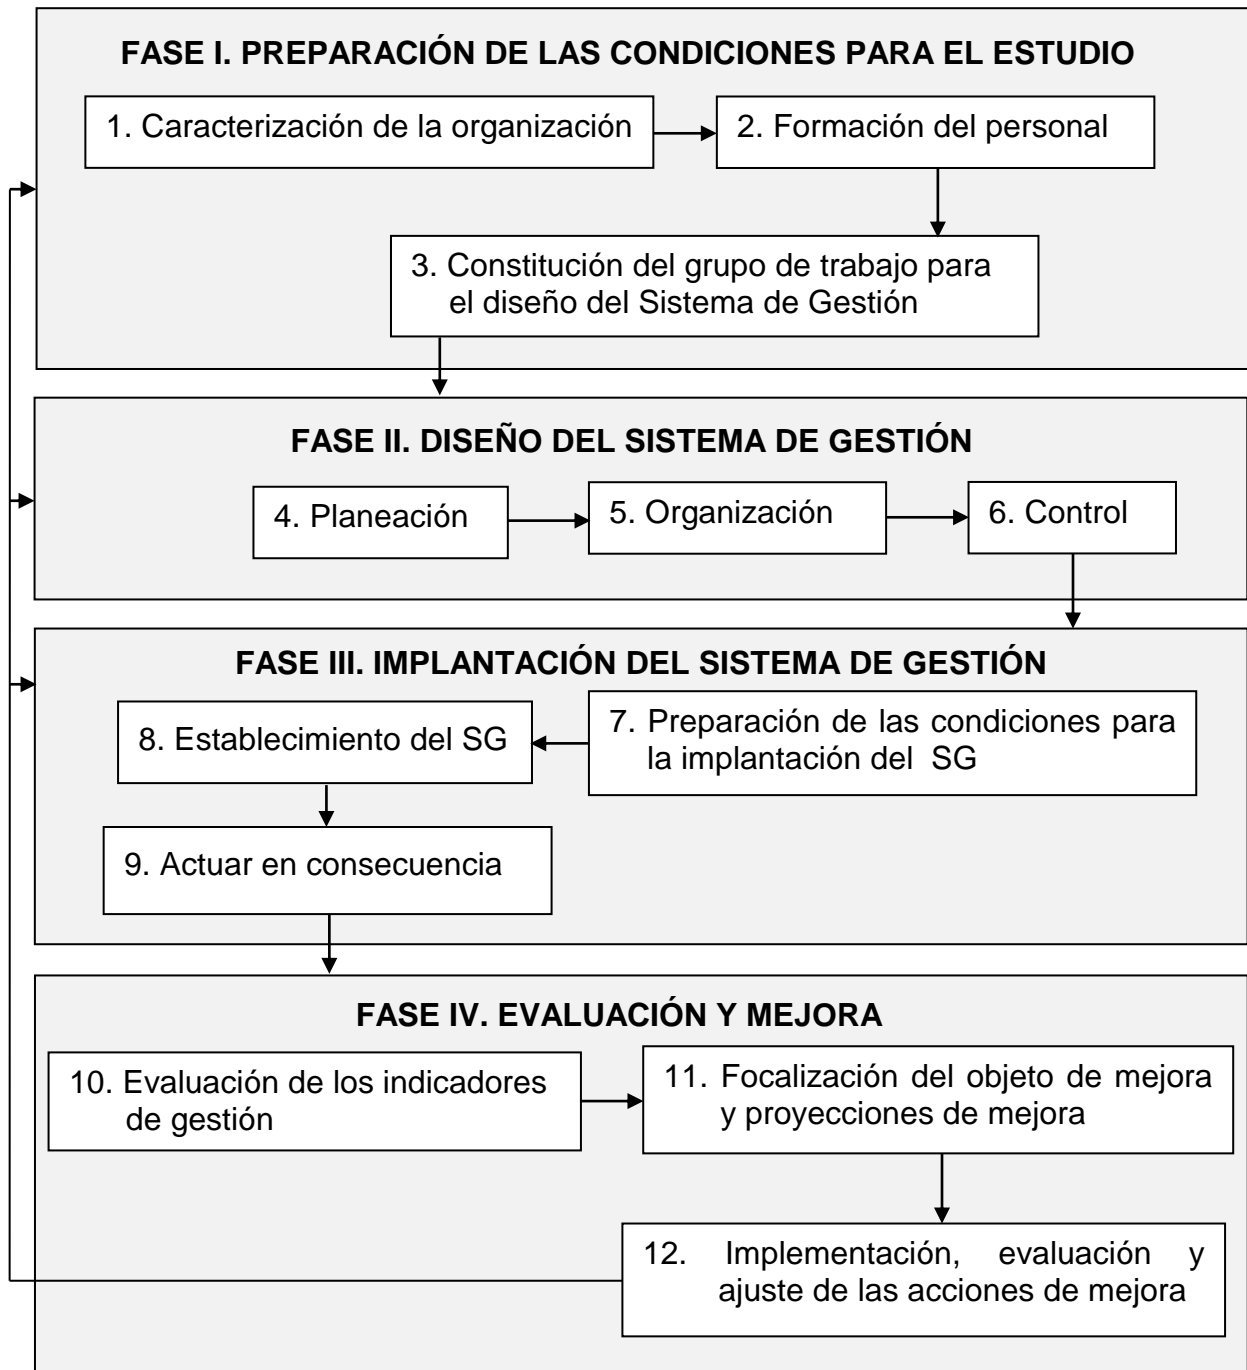 FASE I. PREPARACIÓN DE LAS CONDICIONES PARA EL ESTUDIO
1. Caracterización de la organización
2. Formación del personal
3. Constitución del grupo de trabajo para
el diseño del Sistema de Gestión
FASE II. DISEÑO DEL SISTEMA DE GESTIÓN
4. Planeación
5. Organización
6. Control
FASE III. IMPLANTACIÓN DEL SISTEMA DE GESTIÓN
7. Preparación de las condiciones para
la implantación del SG
8. Establecimiento del SG
9. Actuar en consecuencia
FASE IV. EVALUACIÓN Y MEJORA
10. Evaluación de los indicadores
de gestión
11. Focalización del objeto de mejora
y proyecciones de mejora
12. Implementación, evaluación y
ajuste de las acciones de mejora